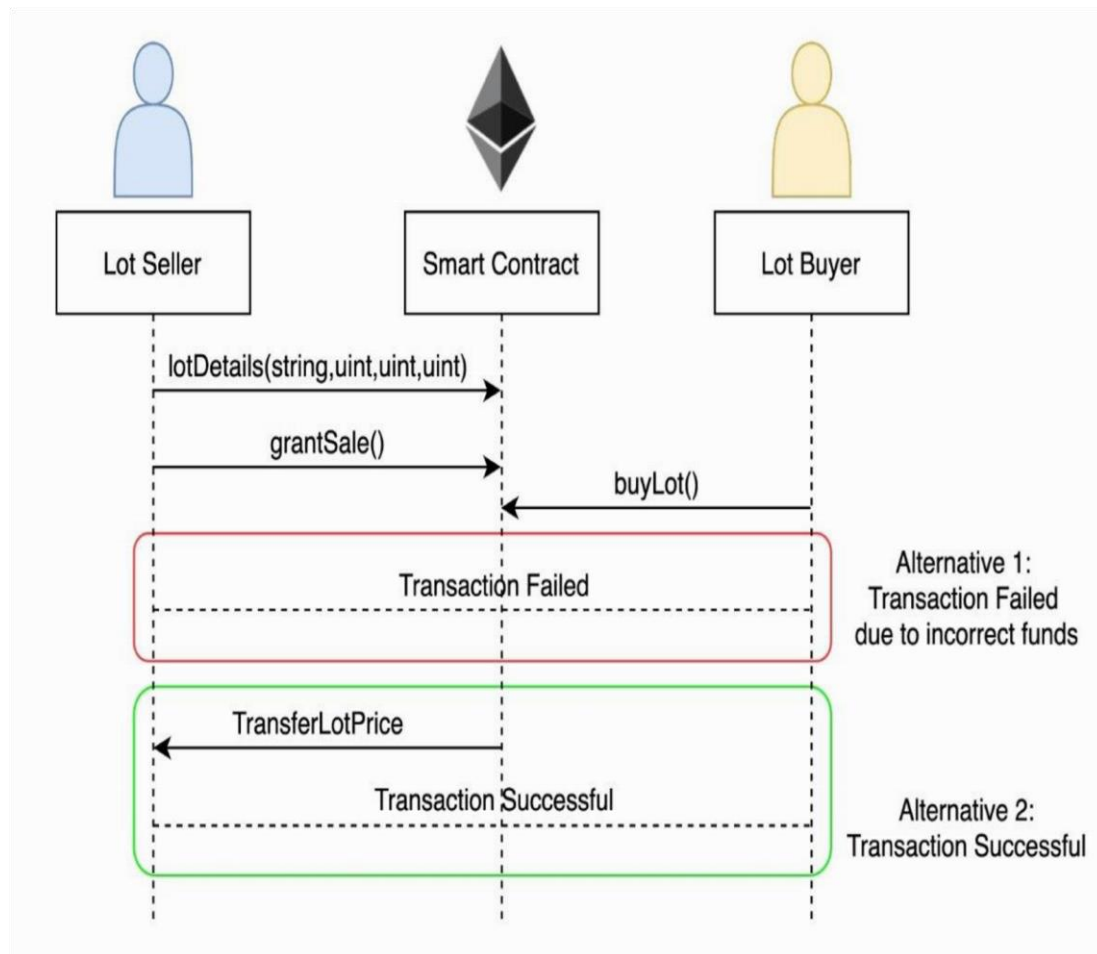 Lot Seller
Smart Contract
Lot Buyer
lotDetails(string,uint,uint,uint)
grantSale()
buyLot()
Transaction Failed
Alternative 1:
Transaction Failed
due to incorrect funds
TransferLotPrice
Transaction Successful
Alternative 2:
Transaction Successful